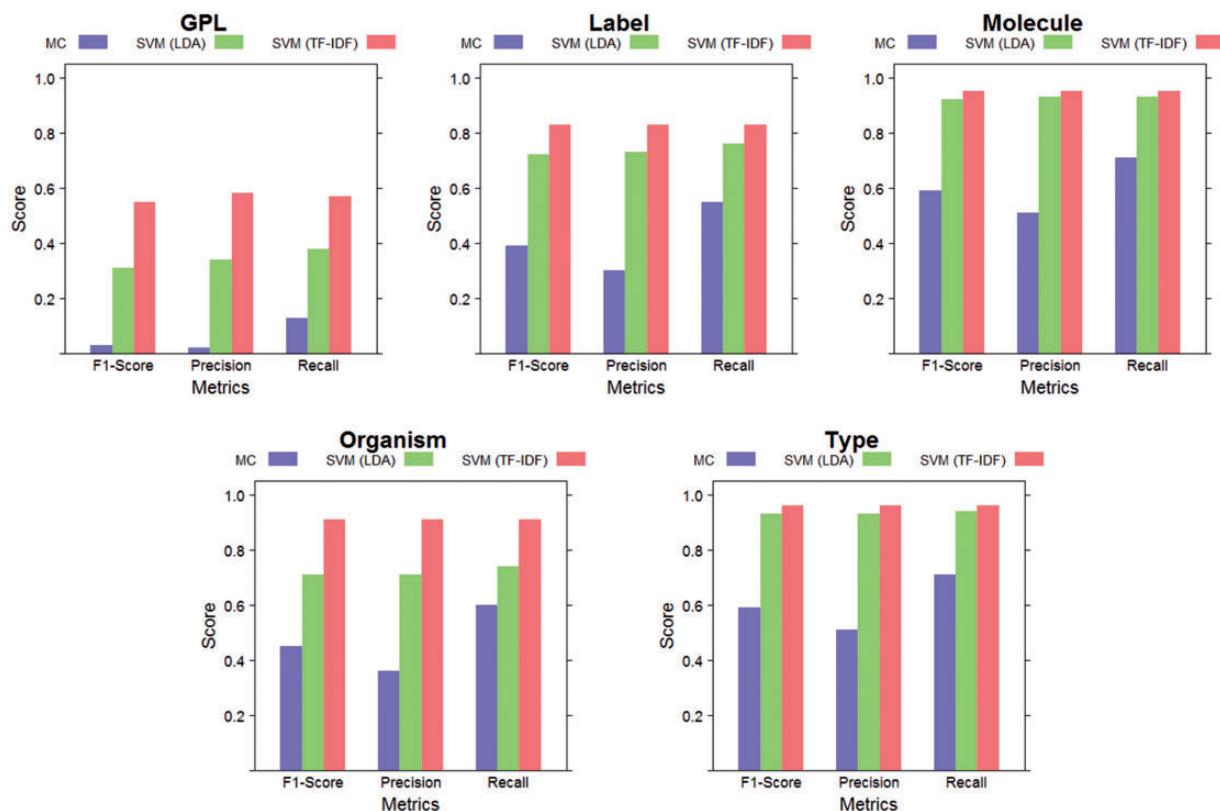 GPL
MC SVM (LDA) SVM (TF-IDF)
1.0
0.8
0.6
0.4
0.2
Score
F1-Score Precision Recall
Metrics
Label
MC SVM (LDA) SVM (TF-IDF)
1.0
0.8
0.6
0.4
0.2
Score
F1-Score Precision Recall
Metrics
Molecule
MC SVM (LDA) SVM (TF-IDF)
1.0
0.8
0.6
0.4
0.2
Score
F1-Score Precision Recall
Metrics
Organism
MC SVM (LDA) SVM (TF-IDF)
1.0
0.8
0.6
0.4
0.2
Score
F1-Score Precision Recall
Metrics
Type
MC SVM (LDA) SVM (TF-IDF)
1.0
0.8
0.6
0.4
0.2
Score
F1-Score Precision Recall
Metrics